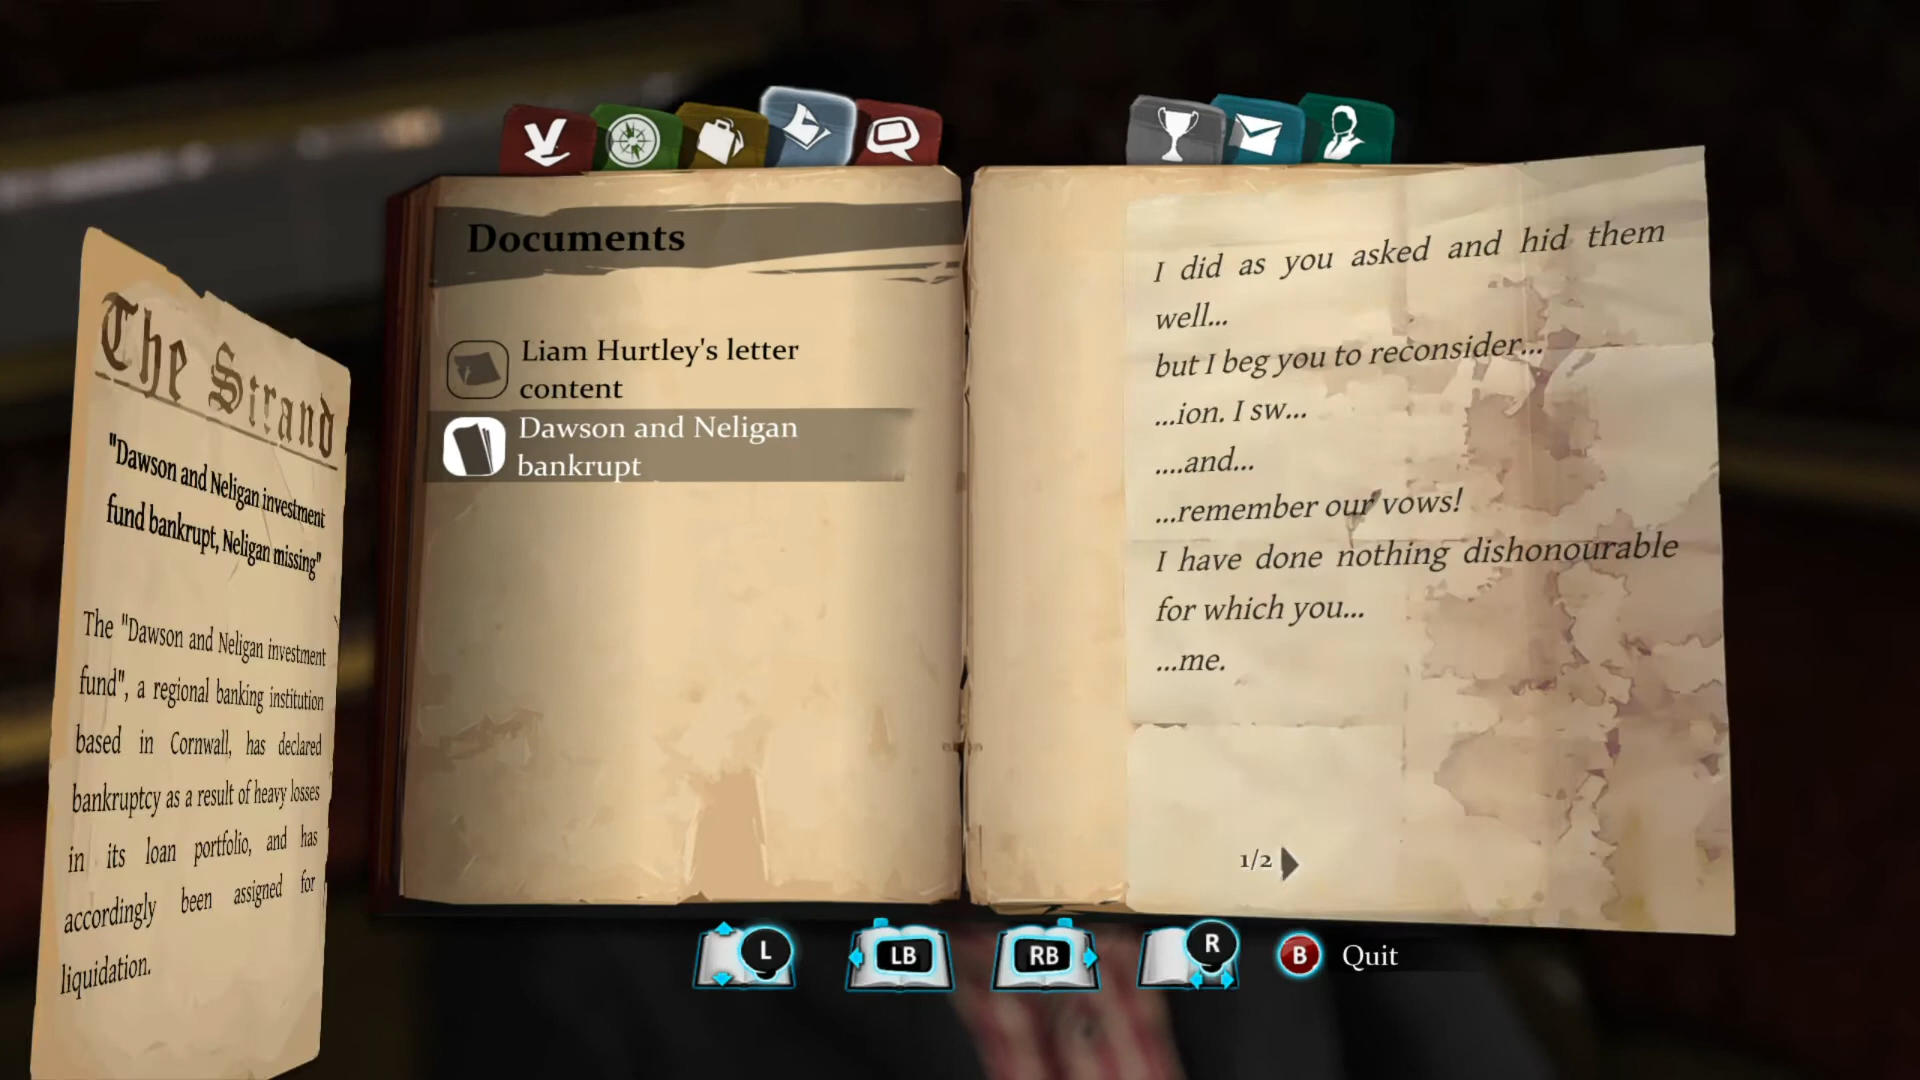 The Strand
"Dawson and Neligan investment
fund bankrupt, Neligan missing"
The "Dawson and Neligan investment
fund", a regional banking institution
based in Cornwall, has declared
bankruptcy as a result of heavy losses
in its loan portfolio, and has
accordingly been assigned for
liquidation.
Documents
Liam Hurtley's letter
content
Dawson and Neligan
bankrupt
I did as you asked and hid them
well...
but I beg you to reconsider...
...ion. I sw...
....and...
...remember our vows!
I have done nothing dishonourable
for which you...
...me.
1/2
L
LB
RB
R
B Quit